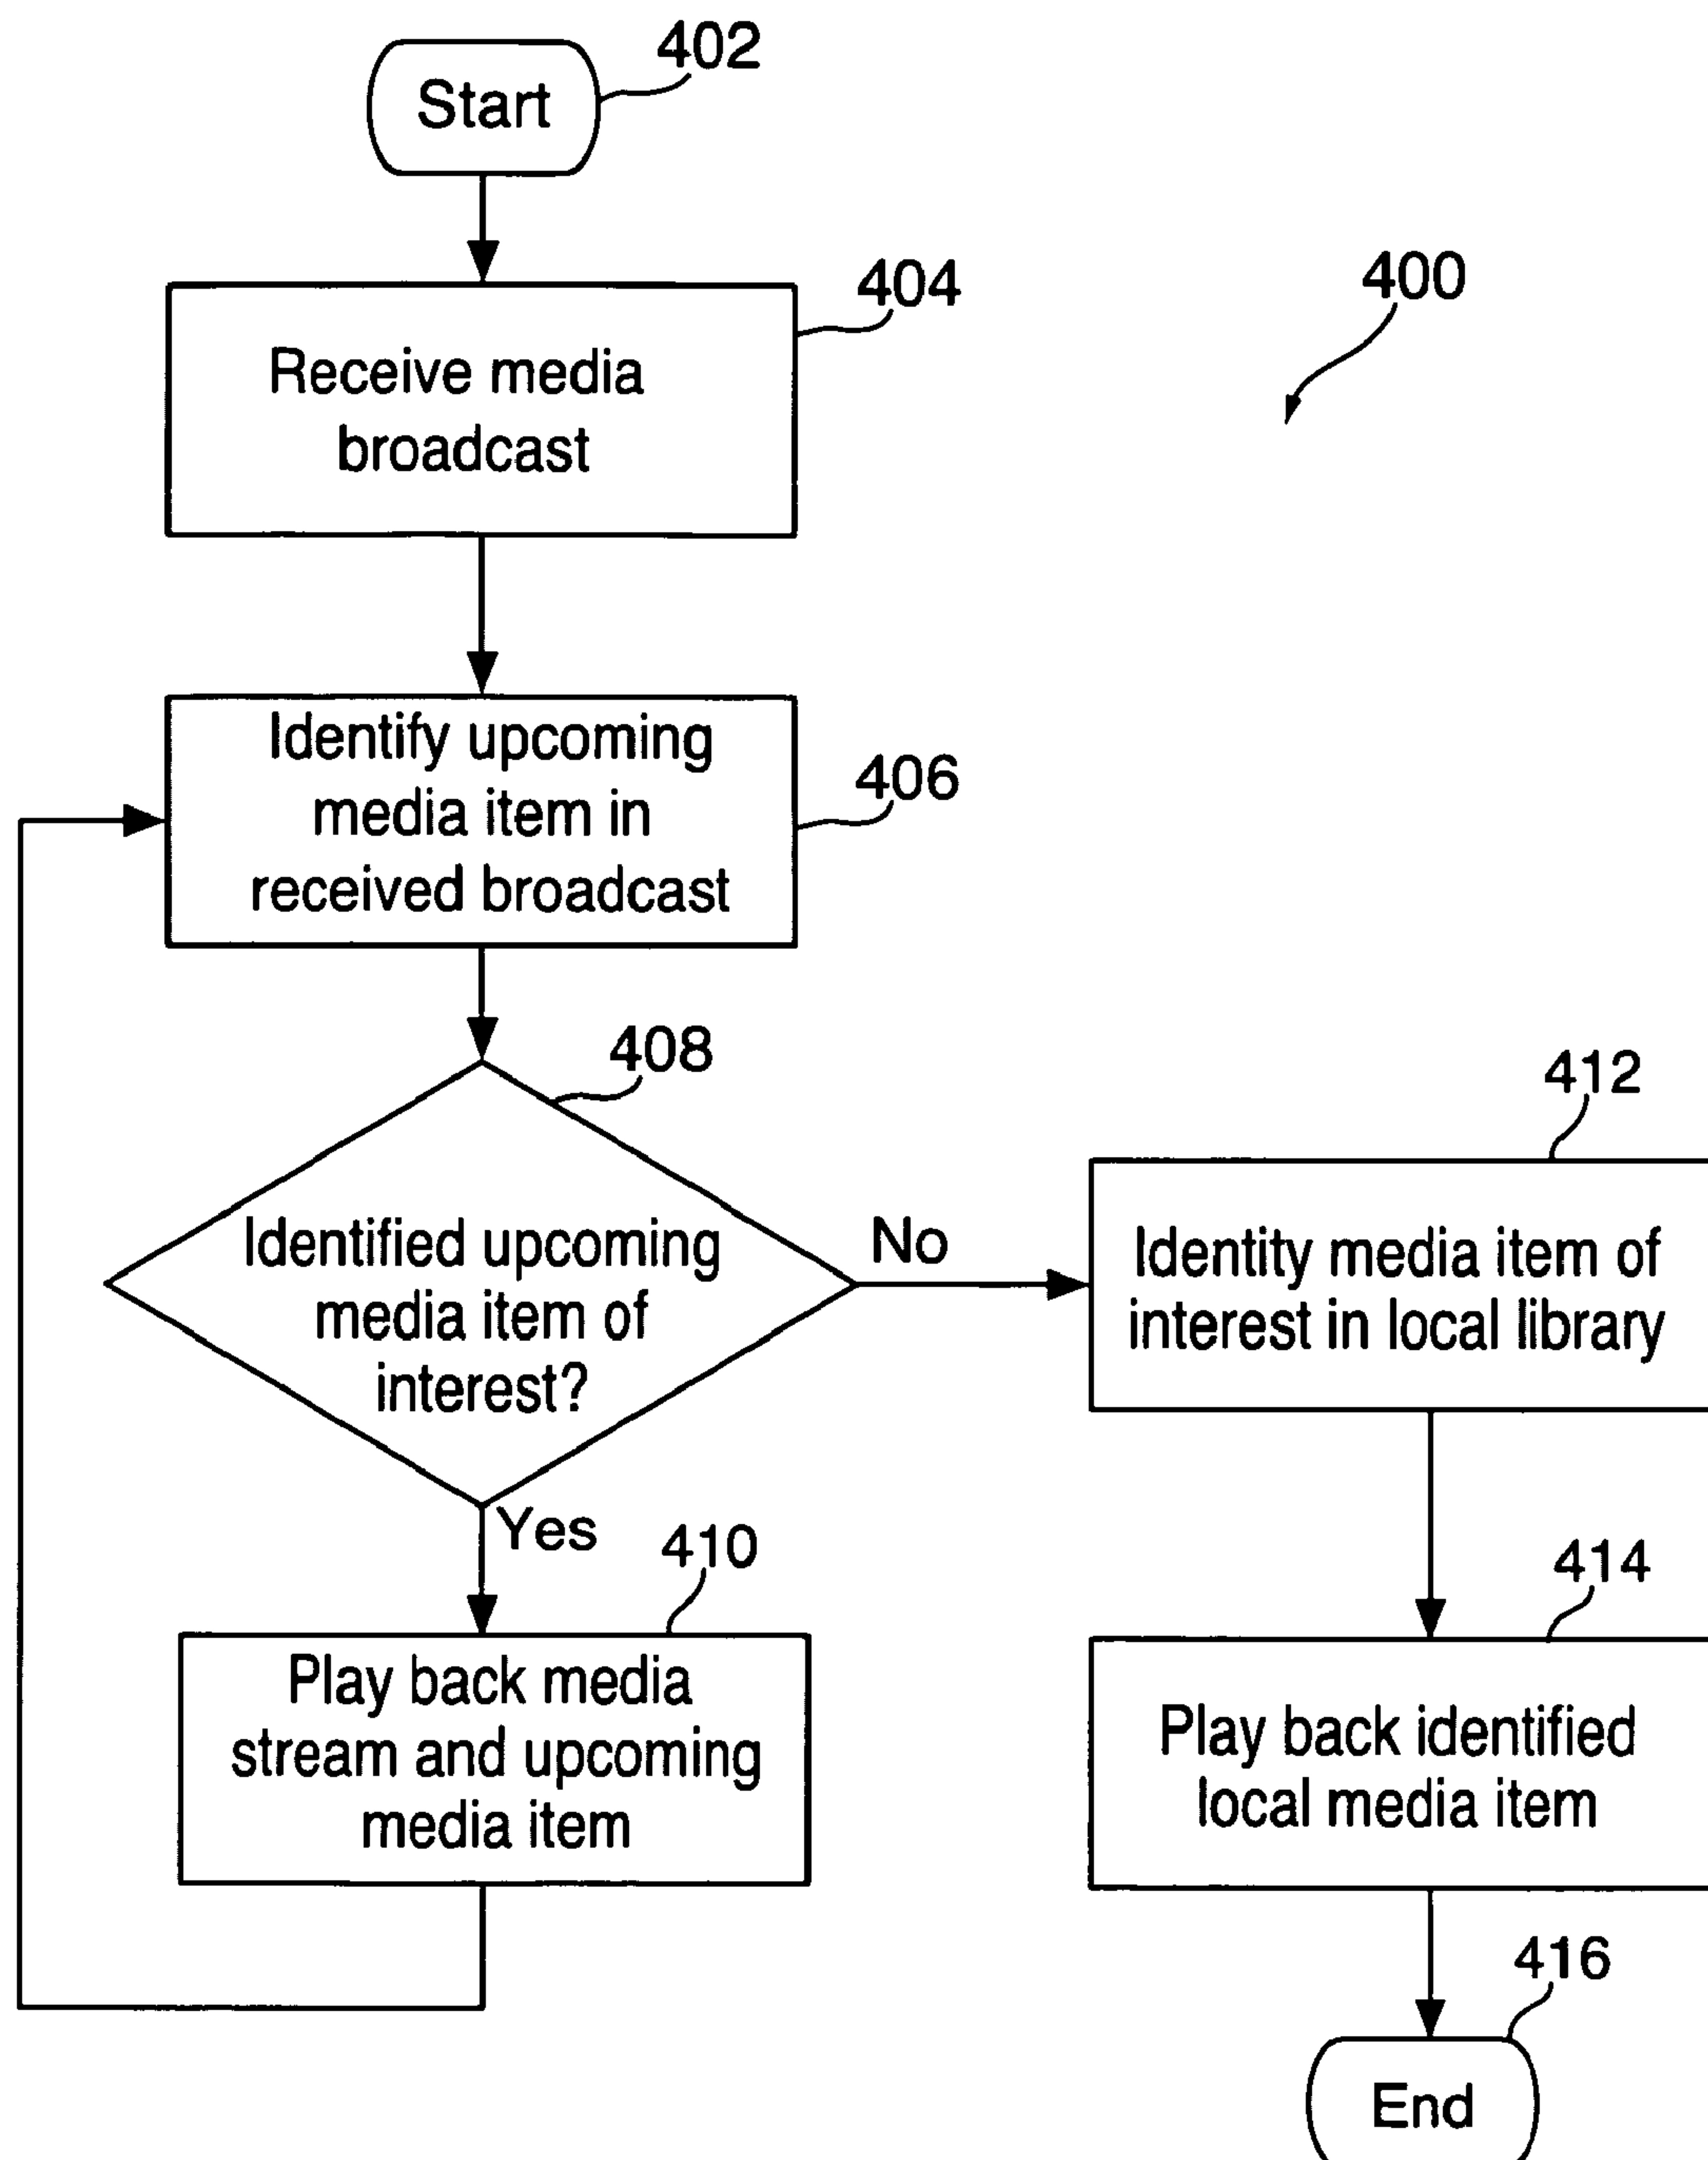 402
Start
404
Receive media
broadcast
400
Identify upcoming
media item in
received broadcast
406
408
Identified upcoming
media item of
interest?
No
Yes
412
Identity media item of
interest in local library
410
Play back media
stream and upcoming
media item
414
Play back identified
local media item
416
End